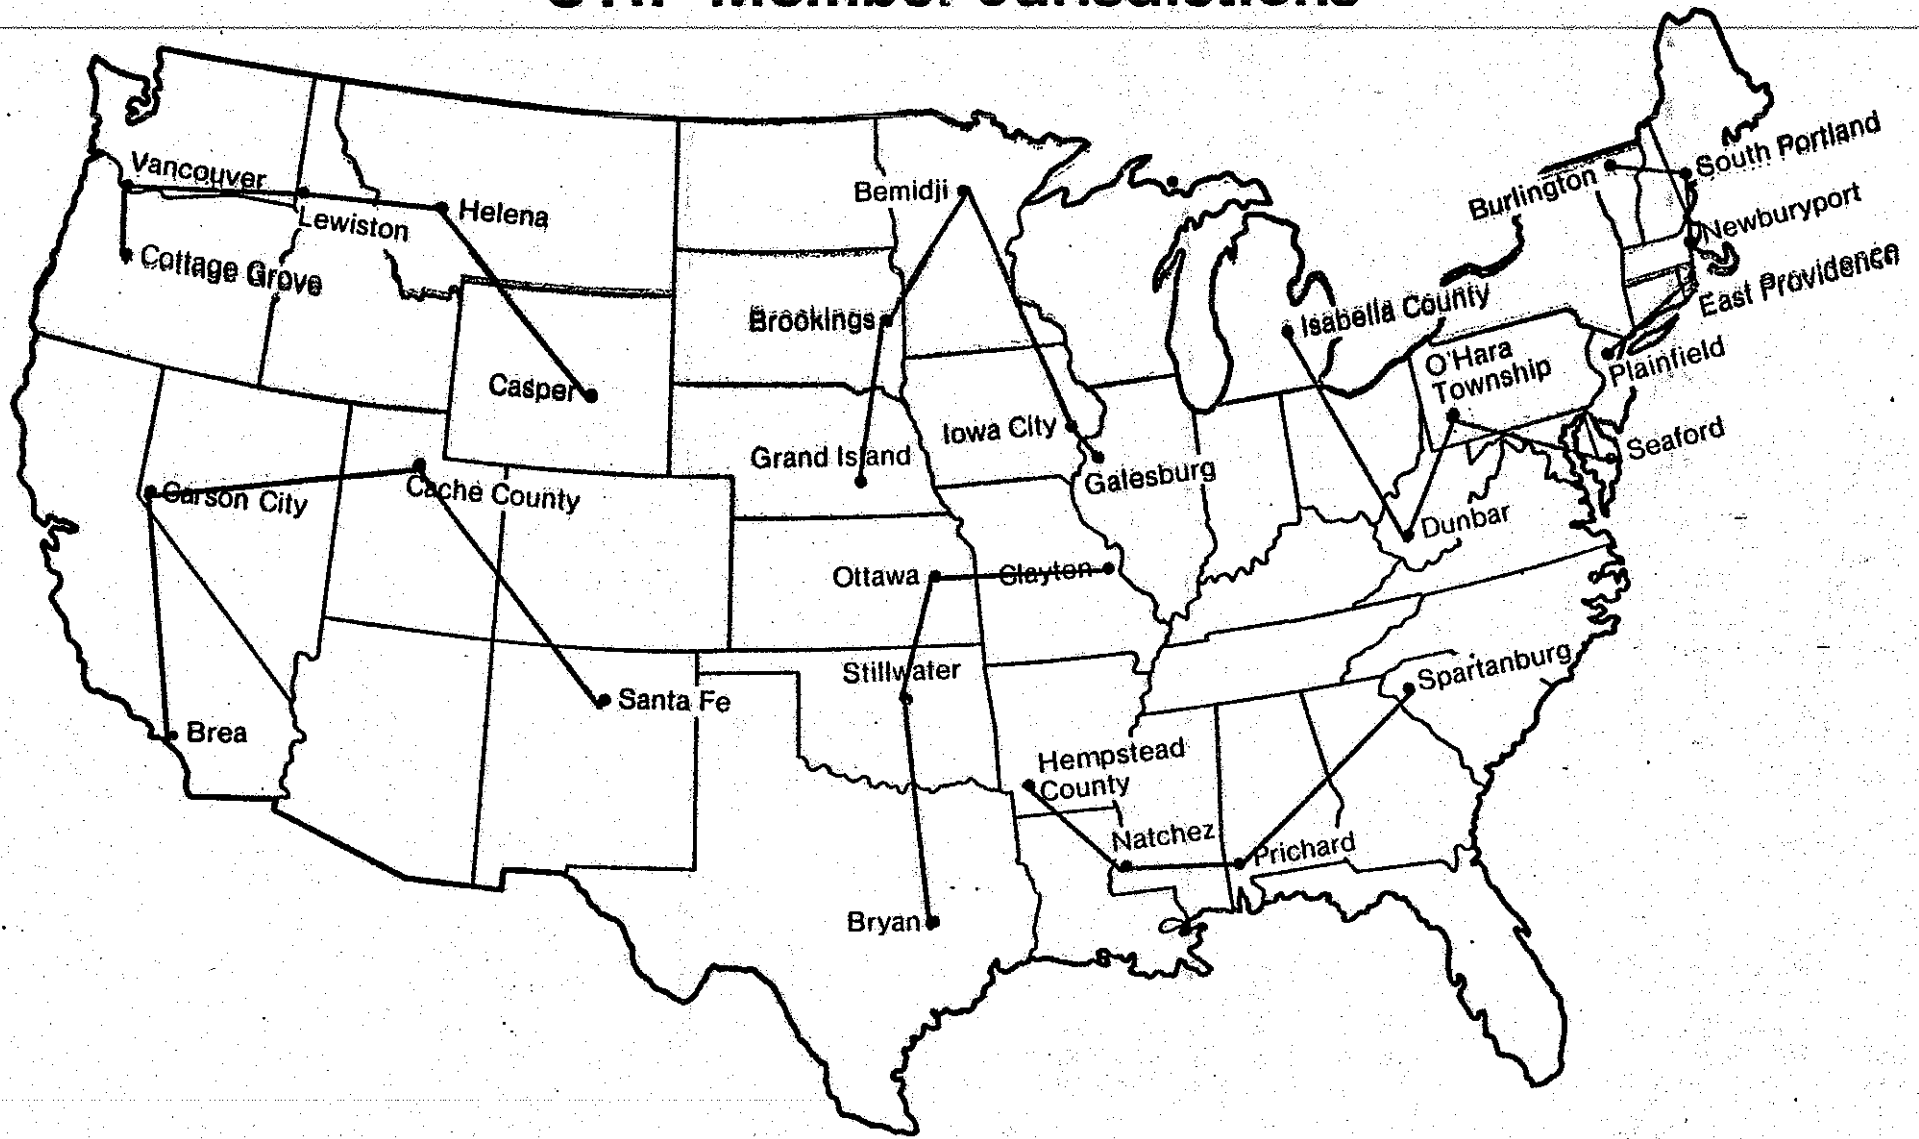 Member Jurisdictions
Vancouver
Lewiston
Helena
Cottage Grove
Casper
Bemidji
Brookings
Grand Island
Iowa City
Galesburg
Isabella County
Burlington
South Portland
Newburyport
East Providence
O'Hara
Township
Plainfield
Seaford
Dunbar
Carson City
Cache County
Ottawa
Clayton
Stillwater
Santa Fe
Brea
Hempstead
County
Natchez
Prichard
Spartanburg
Bryan